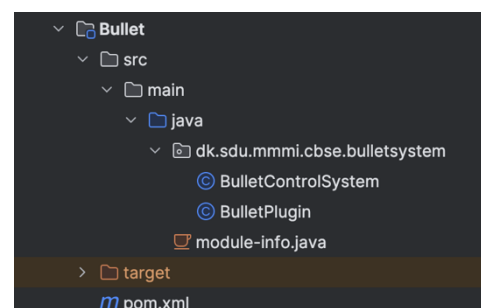 Bullet
src
main
java
dk.sdu.mmmi.cbse.bulletsystem
BulletControlSystem
BulletPlugin
module-info.java
target
pom.xml